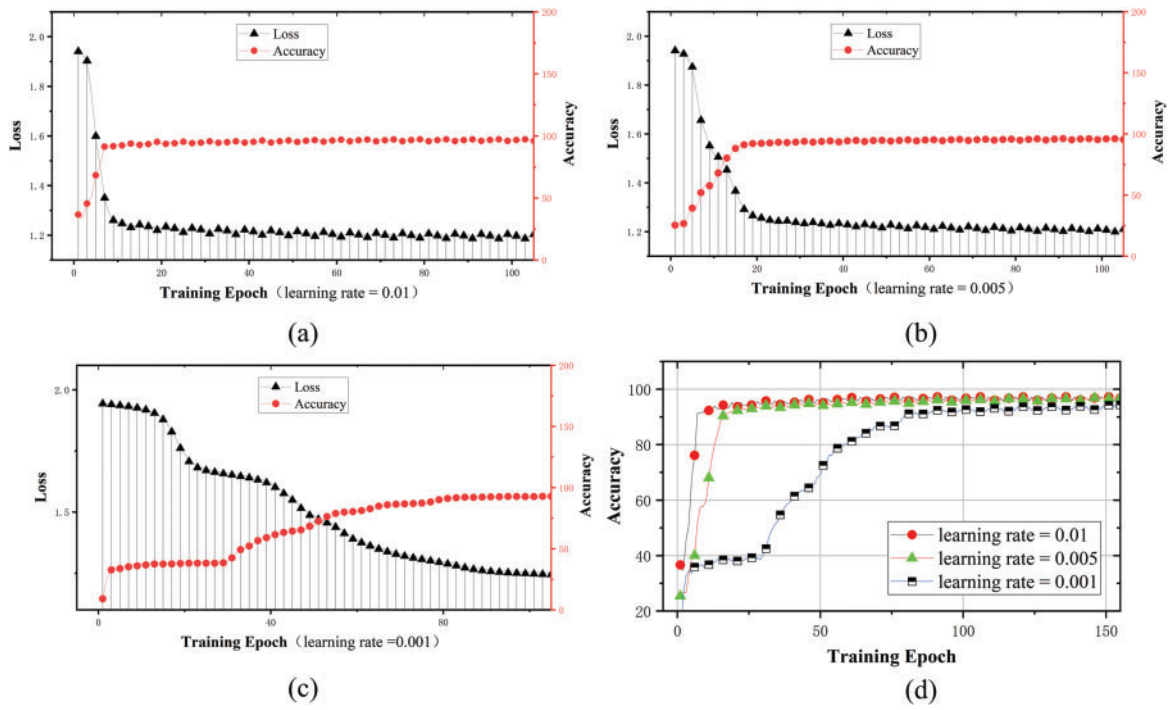 200
2.0
Loss
Accuracy
150
1.8
Loss
1.6
100
Accuracy
1.4
50
1.2
0
0 20 40 60 80 100
Training Epoch（learning rate = 0.01)
(a)
200
2.0
Loss
Accuracy
150
1.8
Loss
1.6
100
Accuracy
1.4
50
1.2
0
0 20 40 60 80 100
Training Epoch（learning rate = 0.005)
(b)
200
2.0
Loss
Accuracy
150
Loss
100
Accuracy
1.5
50
0
0 40 80
Training Epoch（learning rate =0.001)
(c)
100
80
Accuracy
60
40
20
learning rate = 0.01
learning rate = 0.005
learning rate = 0.001
0 50 100 150
Training Epoch
(d)